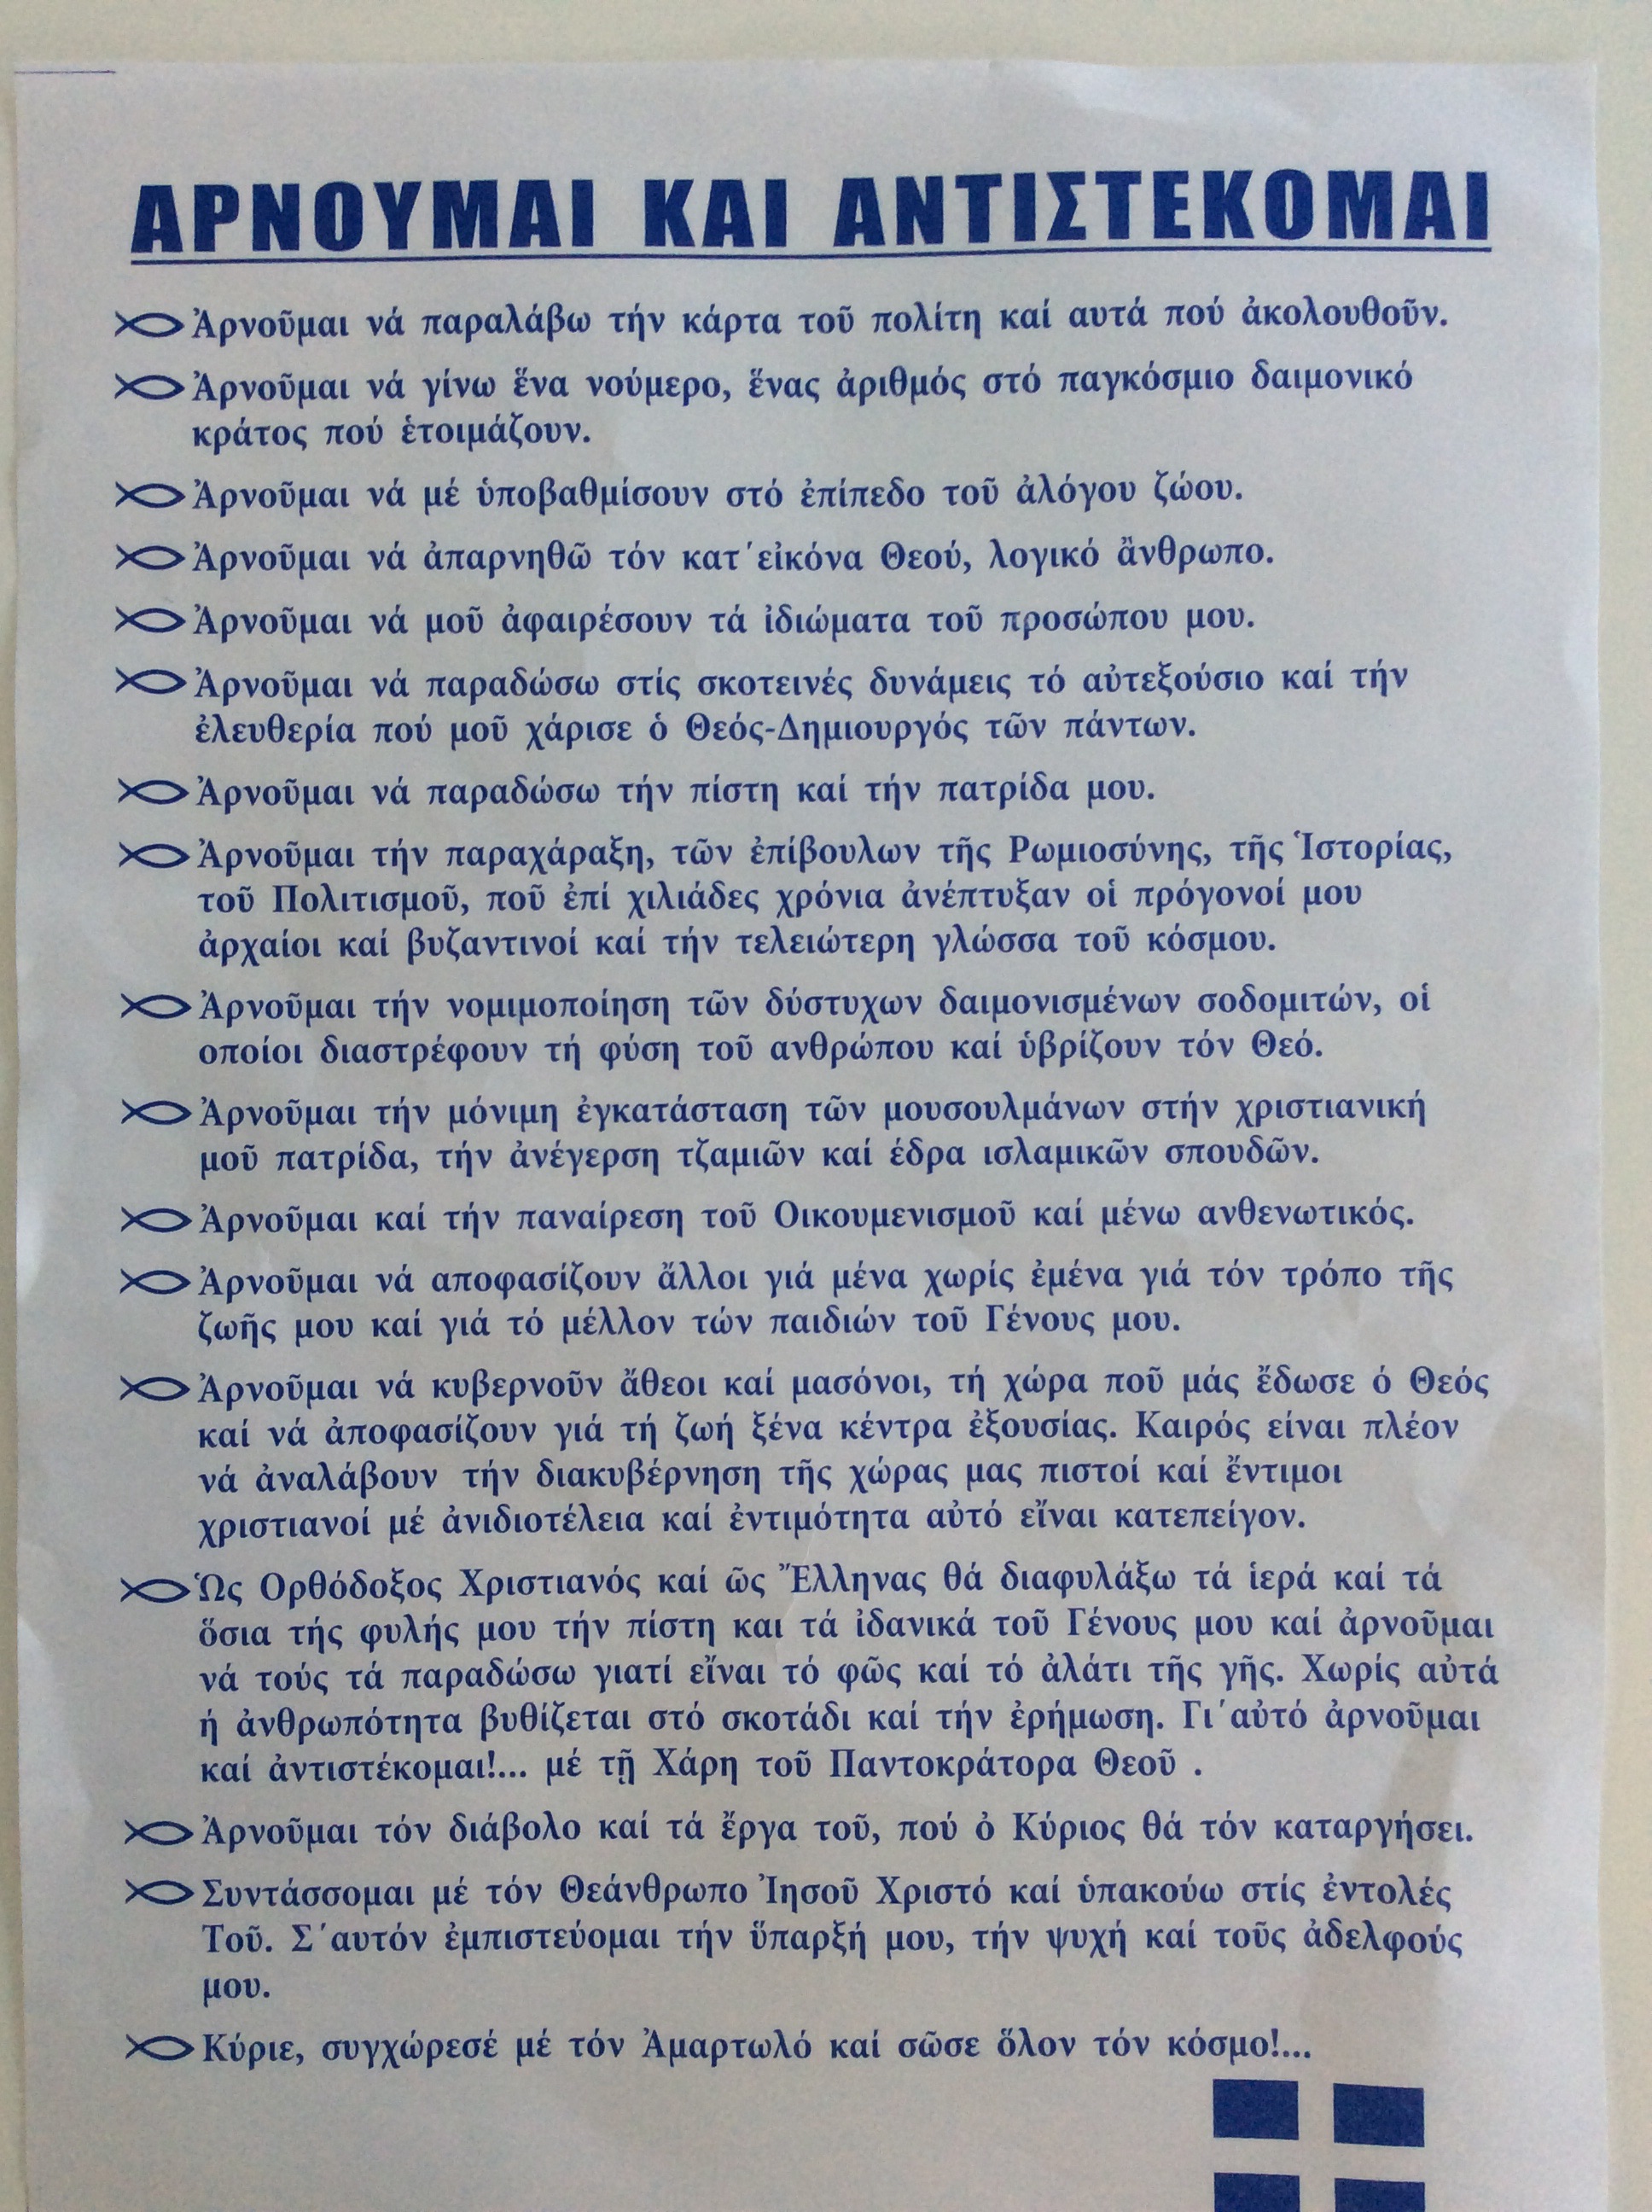 ΑΡΝΟΥΜΑΙ ΚΑΙ ΑΝΤΙΣΤΕΚΟΜΑΙ
Ἀρνοῦμαι νά παραλάβω τήν κάρτα τοῦ πολίτη καί αυτά πού ἀκολουθοῦν.
Ἀρνοῦμαι νά γίνω ἕνα νούμερο, ἕνας ἀριθμός στό παγκόσμιο δαιμονικό
κράτος πού ἑτοιμάζουν.
Ἀρνοῦμαι νά μέ ὑποβαθμίσουν στό ἐπίπεδο τοῦ ἀλόγου ζώου.
Ἀρνοῦμαι νά ἀπαρνηθῶ τόν κατ΄εἰκόνα Θεού, λογικό ἄνθρωπο.
Ἀρνοῦμαι νά μοῦ ἀφαιρέσουν τά ἰδιώματα τοῦ προσώπου μου.
Ἀρνοῦμαι νά παραδώσω στίς σκοτεινές δυνάμεις τό αὐτεξούσιο καί τήν
ἐλευθερία πού μοῦ χάρισε ὁ Θεός-Δημιουργός τῶν πάντων.
Ἀρνοῦμαι νά παραδώσω τήν πίστη καί τήν πατρίδα μου.
Ἀρνοῦμαι τήν παραχάραξη, τῶν ἐπίβουλων τῆς Ρωμιοσύνης, τῆς Ἱστορίας,
τοῦ Πολιτισμοῦ, ποῦ ἐπί χιλιάδες χρόνια ἀνέπτυξαν οἱ πρόγονοί μου
ἀρχαίοι καί βυζαντινοί καί τήν τελειώτερη γλώσσα τοῦ κόσμου.
Ἀρνοῦμαι τήν νομιμοποίηση τῶν δύστυχων δαιμονισμένων σοδομιτών, οἱ
οποίοι διαστρέφουν τή φύση τοῦ ανθρώπου καί ὑβρίζουν τόν Θεό.
Ἀρνοῦμαι τήν μόνιμη ἐγκατάσταση τῶν μουσουλμάνων στήν χριστιανική
μοῦ πατρίδα, τήν ἀνέγερση τζαμιῶν καί έδρα ισλαμικῶν σπουδῶν.
Ἀρνοῦμαι καί τήν παναίρεση τοῦ Οικουμενισμοῦ καί μένω ανθενωτικός.
Ἀρνοῦμαι νά αποφασίζουν ἄλλοι γιά μένα χωρίς ἐμένα γιά τόν τρόπο τῆς
ζωῆς μου καί γιά τό μέλλον τών παιδιών τοῦ Γένους μου.
Ἀρνοῦμαι νά κυβερνοῦν ἄθεοι καί μασόνοι, τή χώρα ποῦ μάς ἔδωσε ό Θεός
καί νά ἀποφασίζουν γιά τή ζωή ξένα κέντρα ἐξουσίας. Καιρός είναι πλέον
νά ἀναλάβουν τήν διακυβέρνηση τῆς χώρας μας πιστοί καί ἔντιμοι
χριστιανοί μέ ἀνιδιοτέλεια καί ἐντιμότητα αὐτό εἴναι κατεπείγον.
Ὡς Ορθόδοξος Χριστιανός καί ῶς Ἕλληνας θά διαφυλάξω τά ἱερά καί τά
ὅσια τής φυλής μου τήν πίστη και τά ἰδανικά τοῦ Γένους μου καί ἀρνοῦμαι
νά τούς τά παραδώσω γιατί εἴναι τό φῶς καί τό ἀλάτι τῆς γῆς. Χωρίς αὐτά
ἡ ἀνθρωπότητα βυθίζεται στό σκοτάδι καί τήν ἐρήμωση. Γι΄αὐτό ἀρνοῦμαι
καί ἀντιστέκομαι!... μέ τῇ Χάρη τοῦ Παντοκράτορα Θεοῦ .
Ἀρνοῦμαι τόν διάβολο καί τά ἔργα τοῦ, πού ὁ Κύριος θά τόν καταργήσει.
Συντάσσομαι μέ τόν Θεάνθρωπο Ἰησοῦ Χριστό καί ὑπακούω στίς ἐντολές
Τοῦ. Σ΄αυτόν ἐμπιστεύομαι τήν ὕπαρξή μου, τήν ψυχή καί τοῦς ἀδελφούς
μου.
Κύριε, συγχώρεσέ μέ τόν Ἁμαρτωλό καί σῶσε ὅλον τόν κόσμο!...